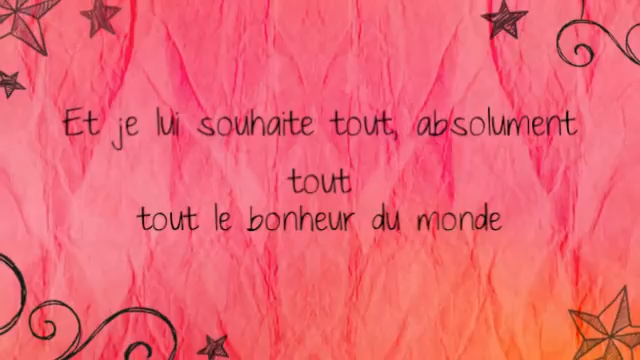 Et je lui souhaite tout, absolument
tout
tout le bonheur du monde